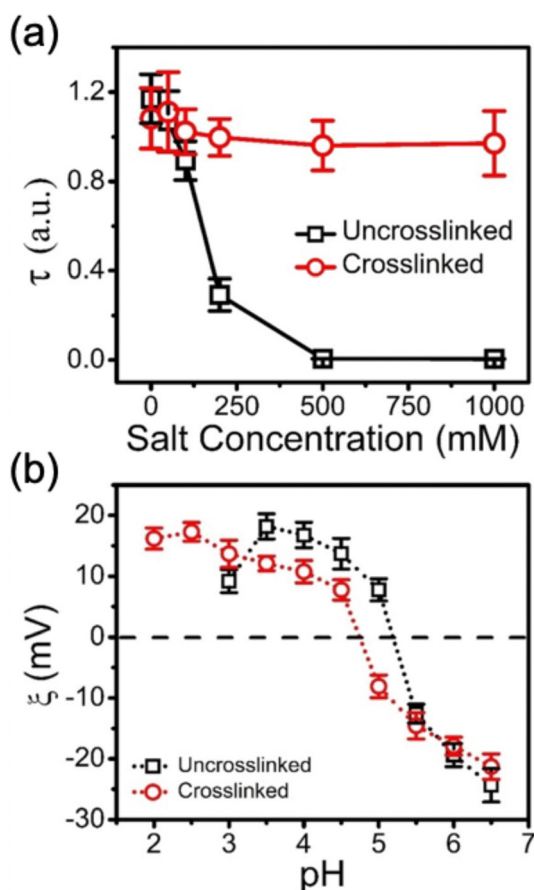 (a)
1.2
0.8
0.4
0.0
τ (a.u.)
Uncrosslinked
Crosslinked
0 250 500 750 1000
Salt Concentration (mM)
(b)
20
10
0
-10
-20
-30
ξ (mV)
Uncrosslinked
Crosslinked
2 3 4 5 6 7
pH